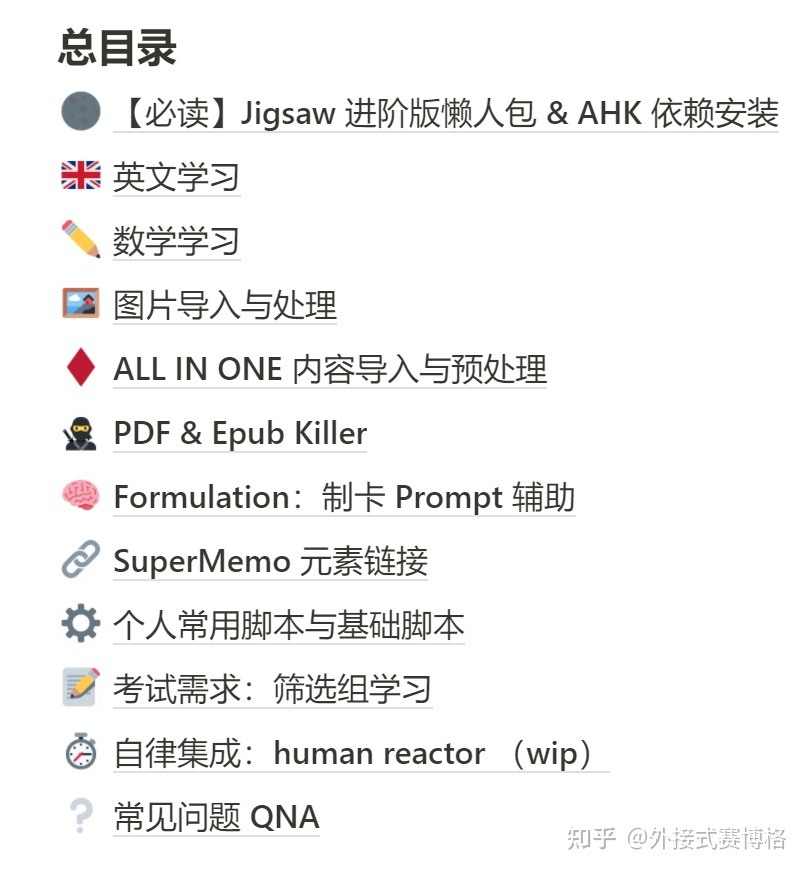 总目录
【必读】Jigsaw 进阶版懒人包 & AHK 依赖安装
英文学习
数学学习
图片导入与处理
ALL IN ONE 内容导入与预处理
PDF & Epub Killer
Formulation：制卡 Prompt 辅助
SuperMemo 元素链接
个人常用脚本与基础脚本
考试需求：筛选组学习
自律集成：human reactor （wip）
常见问题 QNA
知乎 @外接式赛博格